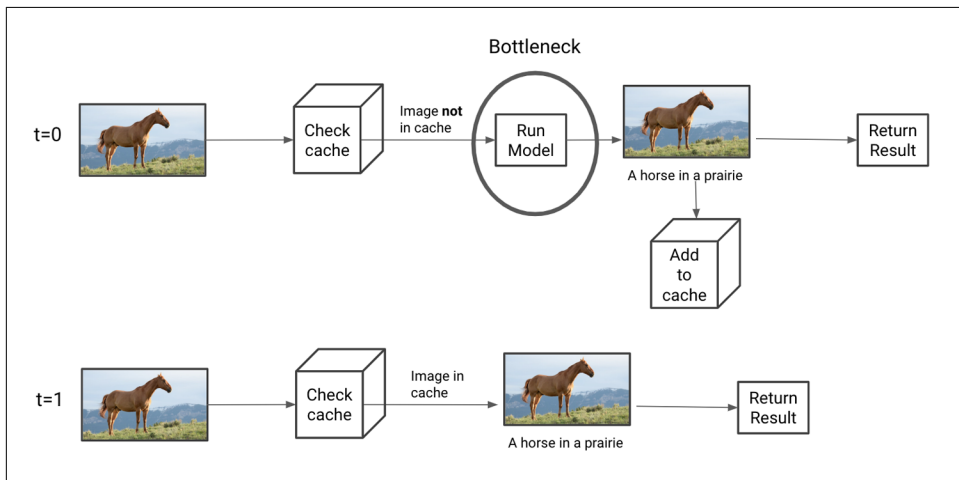 Bottleneck
t=0
Check
cache
Image not
in cache
Run
Model
A horse in a prairie
Return
Result
Add
to
cache
t=1
Check
cache
Image in
cache
A horse in a prairie
Return
Result